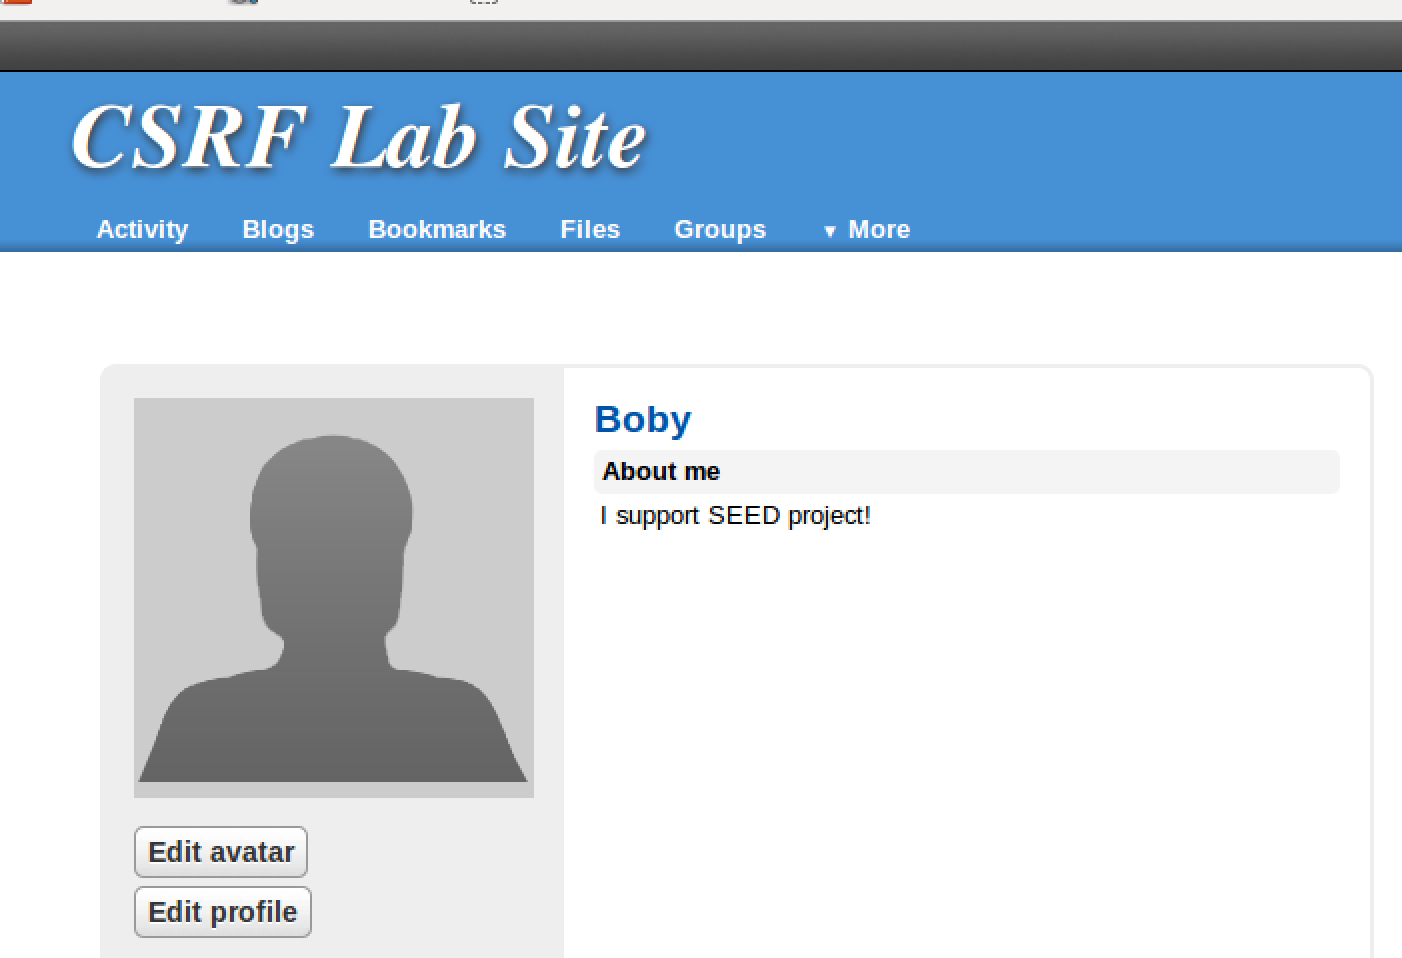 CSRF Lab Site
Activity Blogs Bookmarks Files Groups ▼ More
Boby
About me
I support SEED project!
Edit avatar
Edit profile